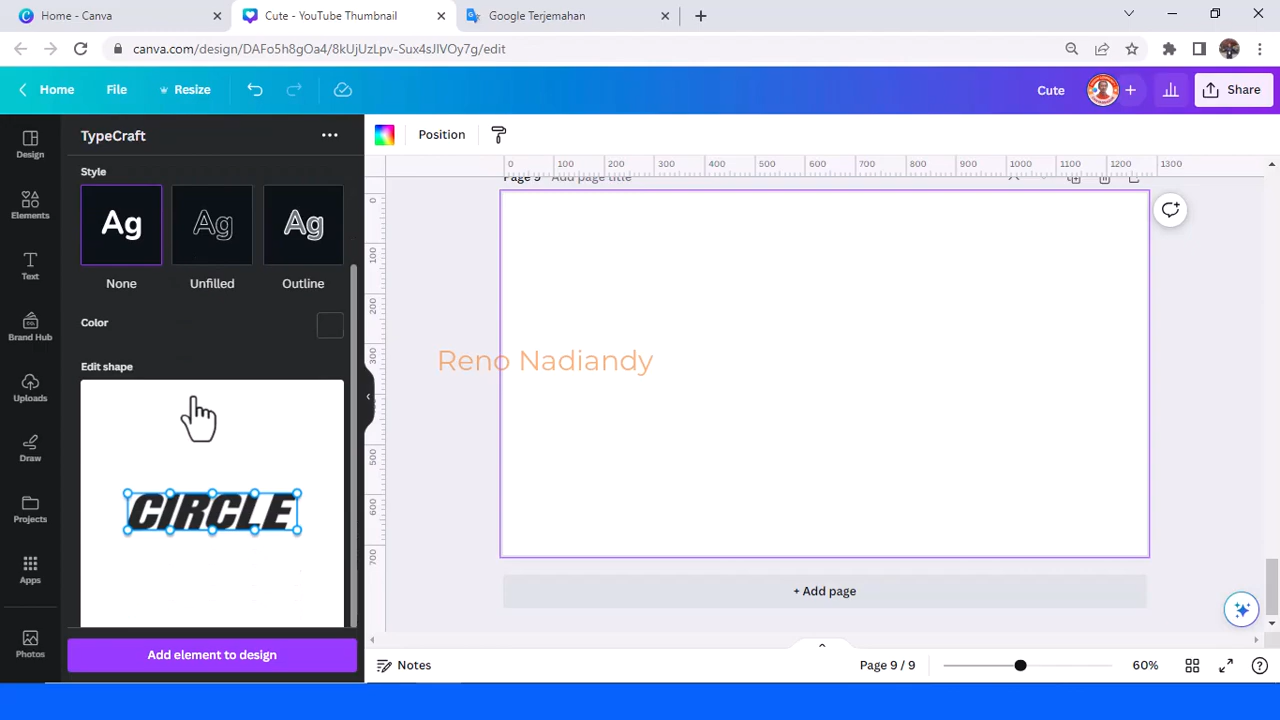 Home - Canva
Cute - YouTube Thumbnail
Google Terjemahan
canva.com/design/DAFo5h8gOa4/8kUjUzLpv-Sux4sJIVOy7g/edit
Home
File
Resize
Cute
Share
TypeCraft
Position
Design
Elements
Text
Brand Hub
Uploads
Draw
Projects
Apps
Photos
Style
Ag
Ag
Ag
None
Unfilled
Outline
Color
Edit shape
CIRCLE
Add element to design
0 100 200 300 400 500 600 700 800 900 1000 1100 1200 1300
0
100
200
300
500
600
700
Page 9 - Add page title
Reno Nadiandy
+ Add page
Notes
Page 9 / 9
60%